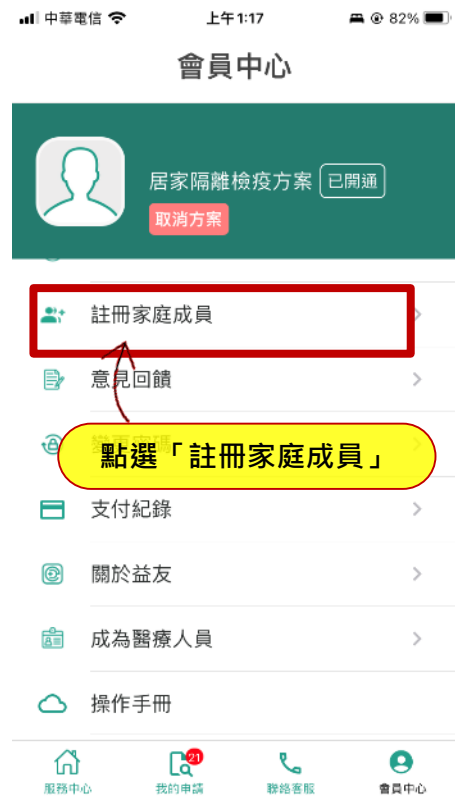 中華電信 上午1:17 82%
會員中心
居家隔離檢疫方案 已開通
取消方案
註冊家庭成員
意見回饋
點選「註冊家庭成員」
支付紀錄
關於益友
成為醫療人員
操作手冊
21
服務中心 我的申請 聯絡客服 會員中心